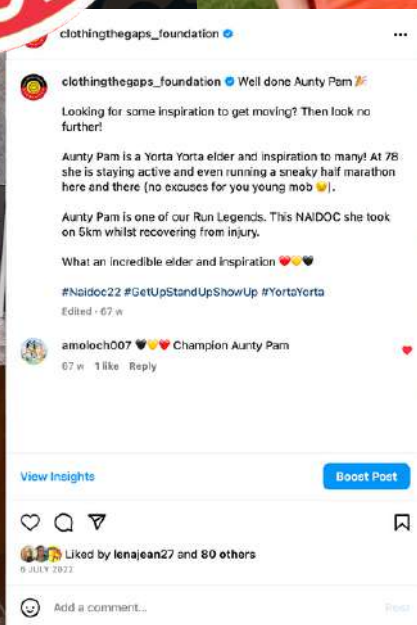 clothingthegaps_foundation
clothingthegaps_foundation Well done Aunty Pam 🎉
Looking for some inspiration to get moving? Then look no
further!
Aunty Pam is a Yorta Yorta elder and inspiration to many! At 78
she is staying active and even running a sneaky half marathon
here and there (no excuses for you young mob 😉).
Aunty Pam is one of our Run Legends. This NAIDOC she took
on 5km whilst recovering from injury.
What an incredible elder and inspiration ❤️💛🖤
#Naidoc22 #GetUpStandUpShowUp #YortaYorta
Edited · 67 w
amoloch007 🖤💛❤️ Champion Aunty Pam
67 w 1 like Reply
View Insights
Boost Post
Liked by lenajean27 and 80 others
6 JULY 2022
Add a comment...
Post